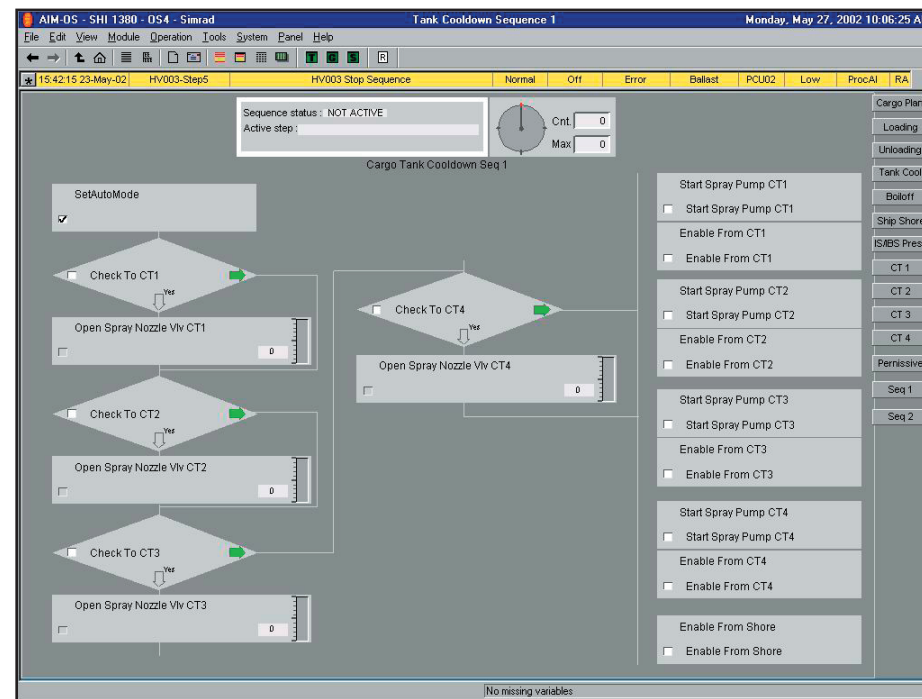 AIM-OS - SHI 1380 - OS4 - Simrad Tank Cooldown Sequence 1 Monday, May 27, 2002 10:06:25 A
File Edit View Module Operation Tools System Panel Help
T C S R
* 15:42:15 23-May-02 HV003-Step5 HV003 Stop Sequence Normal Off Error Ballast PCU02 Low ProcAl RA
Sequence status : NOT ACTIVE
Active step :
Cnt. 0
Max 0
Cargo Tank Cooldown Seq 1
SetAutoMode
Check To CT1
Yes
Open Spray Nozzle Vlv CT1
0
Check To CT2
Yes
Open Spray Nozzle Vlv CT2
0
Check To CT3
Yes
Open Spray Nozzle Vlv CT3
0
Check To CT4
Yes
Open Spray Nozzle Vlv CT4
0
Start Spray Pump CT1
Start Spray Pump CT1
Enable From CT1
Enable From CT1
Start Spray Pump CT2
Start Spray Pump CT2
Enable From CT2
Enable From CT2
Start Spray Pump CT3
Start Spray Pump CT3
Enable From CT3
Enable From CT3
Start Spray Pump CT4
Start Spray Pump CT4
Enable From CT4
Enable From CT4
Enable From Shore
Enable From Shore
Cargo Plan
Loading
Unloading
Tank Cool
Boiloff
Ship Shore
IS/IBS Pres
CT 1
CT 2
CT 3
CT 4
Permissive
Seq 1
Seq 2
No missing variables